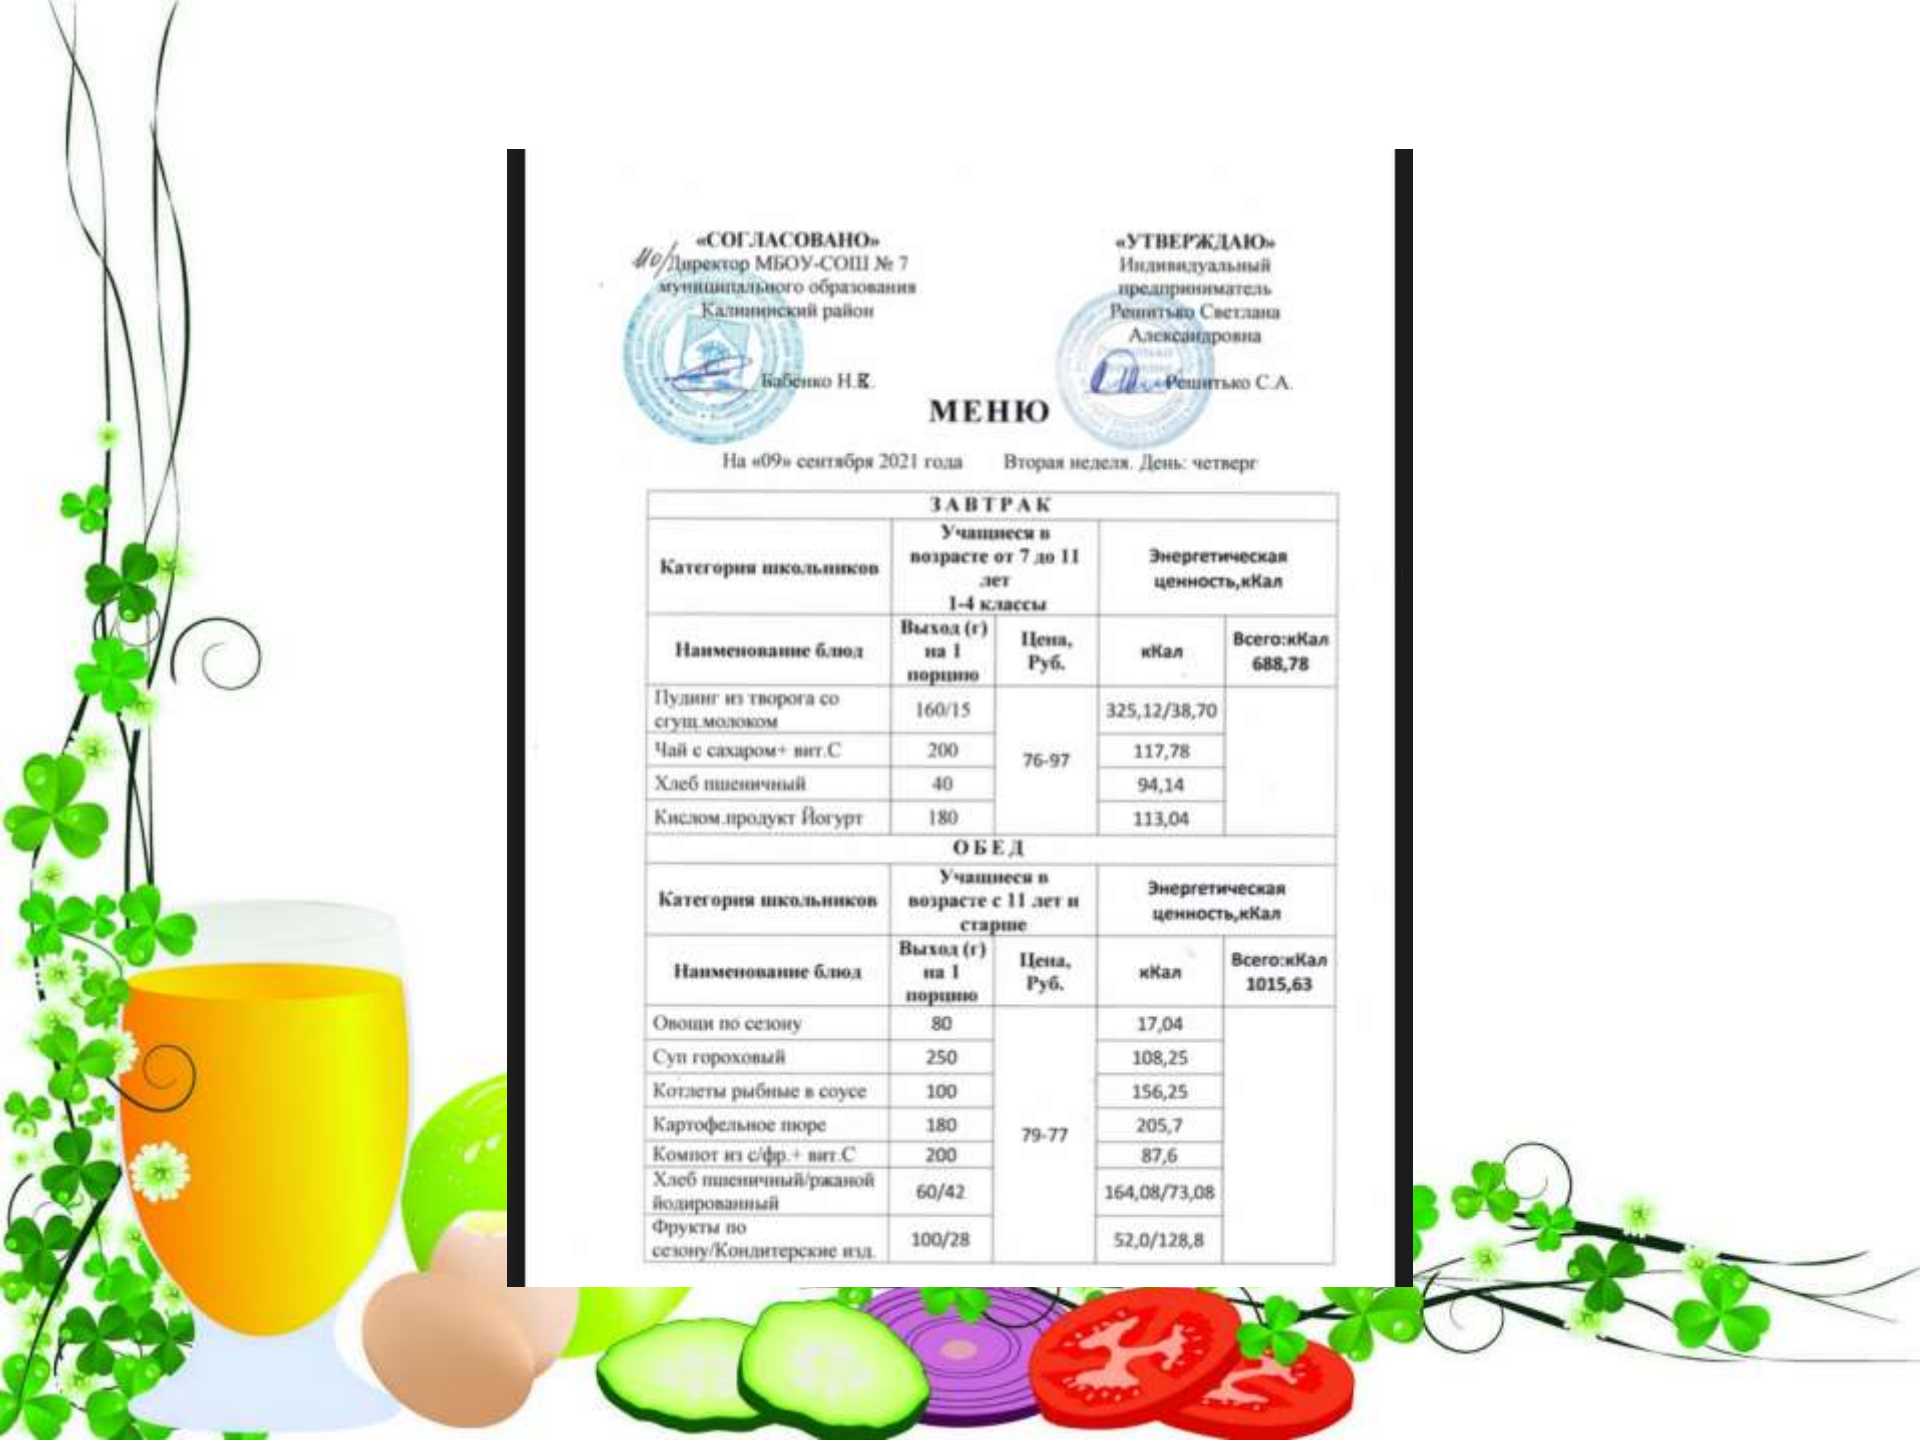 «СОГЛАСОВАНО»
ИО/Директор МБОУ-СОШ № 7
муниципального образования
Калининский район
Бабенко Н.К.
«УТВЕРЖДАЮ»
Индивидуальный
предприниматель
Решитько Светлана
Александровна
Решитько С.А.
МЕНЮ
На «09» сентября 2021 года Вторая неделя. День: четверг
ЗАВТРАК
Категория школьников
Учащиеся в
возрасте от 7 до 11
лет
1-4 классы
Энергетическая
ценность,кКал
Наименование блюд
Выход (г)
на 1
порцию
Цена,
Руб.
кКал
Всего:кКал
688,78
Пудинг из творога со
сгущ.молоком
160/15
76-97
325,12/38,70
Чай с сахаром+ вит.С
200
117,78
Хлеб пшеничный
40
94,14
Кислом.продукт Йогурт
180
113,04
ОБЕД
Категория школьников
Учащиеся в
возрасте с 11 лет и
старше
Энергетическая
ценность,кКал
Наименование блюд
Выход (г)
на 1
порцию
Цена,
Руб.
кКал
Всего:кКал
1015,63
Овощи по сезону
80
79-77
17,04
Суп гороховый
250
108,25
Котлеты рыбные в соусе
100
156,25
Картофельное пюре
180
205,7
Компот из с/фр.+ вит.С
200
87,6
Хлеб пшеничный/ржаной
йодированный
60/42
164,08/73,08
Фрукты по
сезону/Кондитерские изд.
100/28
52,0/128,8